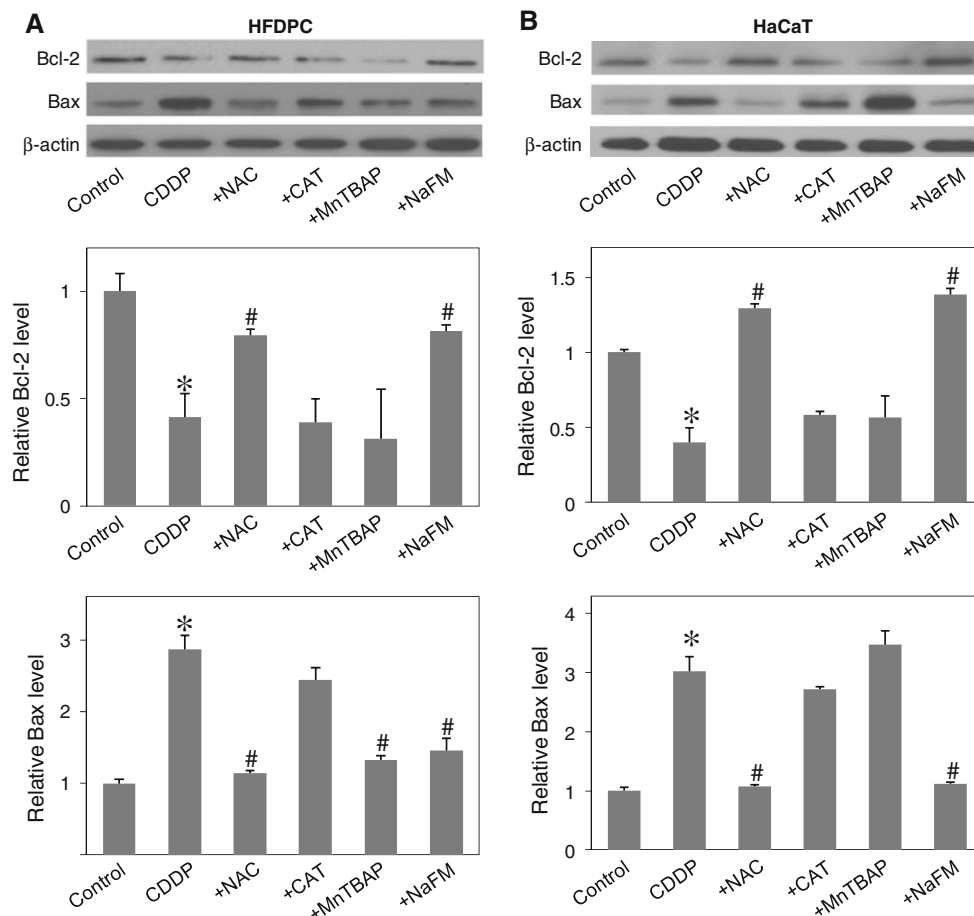 A
HFDPC
Bcl-2
Bax
β-actin
Control
CDDP
+NAC
+CAT
+MnTBAP
+NaFM
Relative Bcl-2 level
1
0.5
0
Control
CDDP
+NAC
+CAT
+MnTBAP
+NaFM
*
#
#
Relative Bax level
3
2
1
Control
CDDP
+NAC
+CAT
+MnTBAP
+NaFM
*
#
#
#
B
HaCaT
Bcl-2
Bax
β-actin
Control
CDDP
+NAC
+CAT
+MnTBAP
+NaFM
Relative Bcl-2 level
1.5
1
0.5
0
Control
CDDP
+NAC
+CAT
+MnTBAP
+NaFM
*
#
#
Relative Bax level
4
3
2
1
0
Control
CDDP
+NAC
+CAT
+MnTBAP
+NaFM
*
#
#